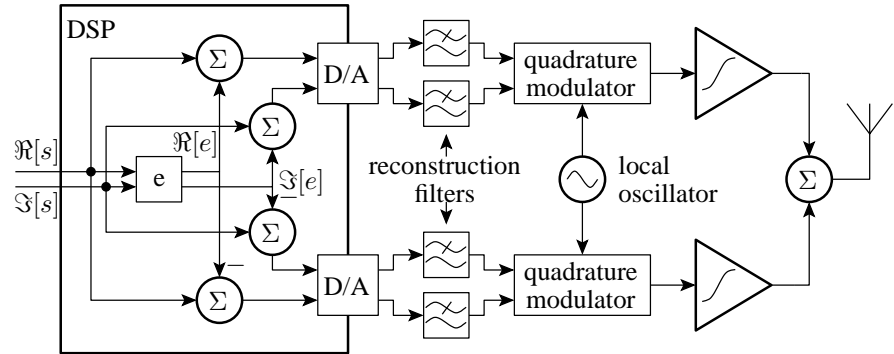 DSP
Σ
D/A
quadrature
modulator
Σ
ℜ[s]
ℜ[e]
e
ℑ[s]
ℑ[e]
−
reconstruction
filters
local
oscillator
Σ
Σ
−
Σ
D/A
quadrature
modulator